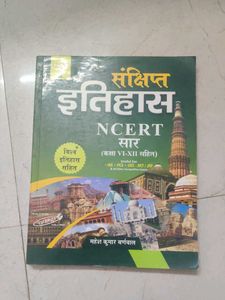 संक्षिप्त
इतिहास
NCERT
सार
(कक्षा VI-XII सहित)
विश्व
इतिहास
सहित
महेश कुमार बर्णवाल